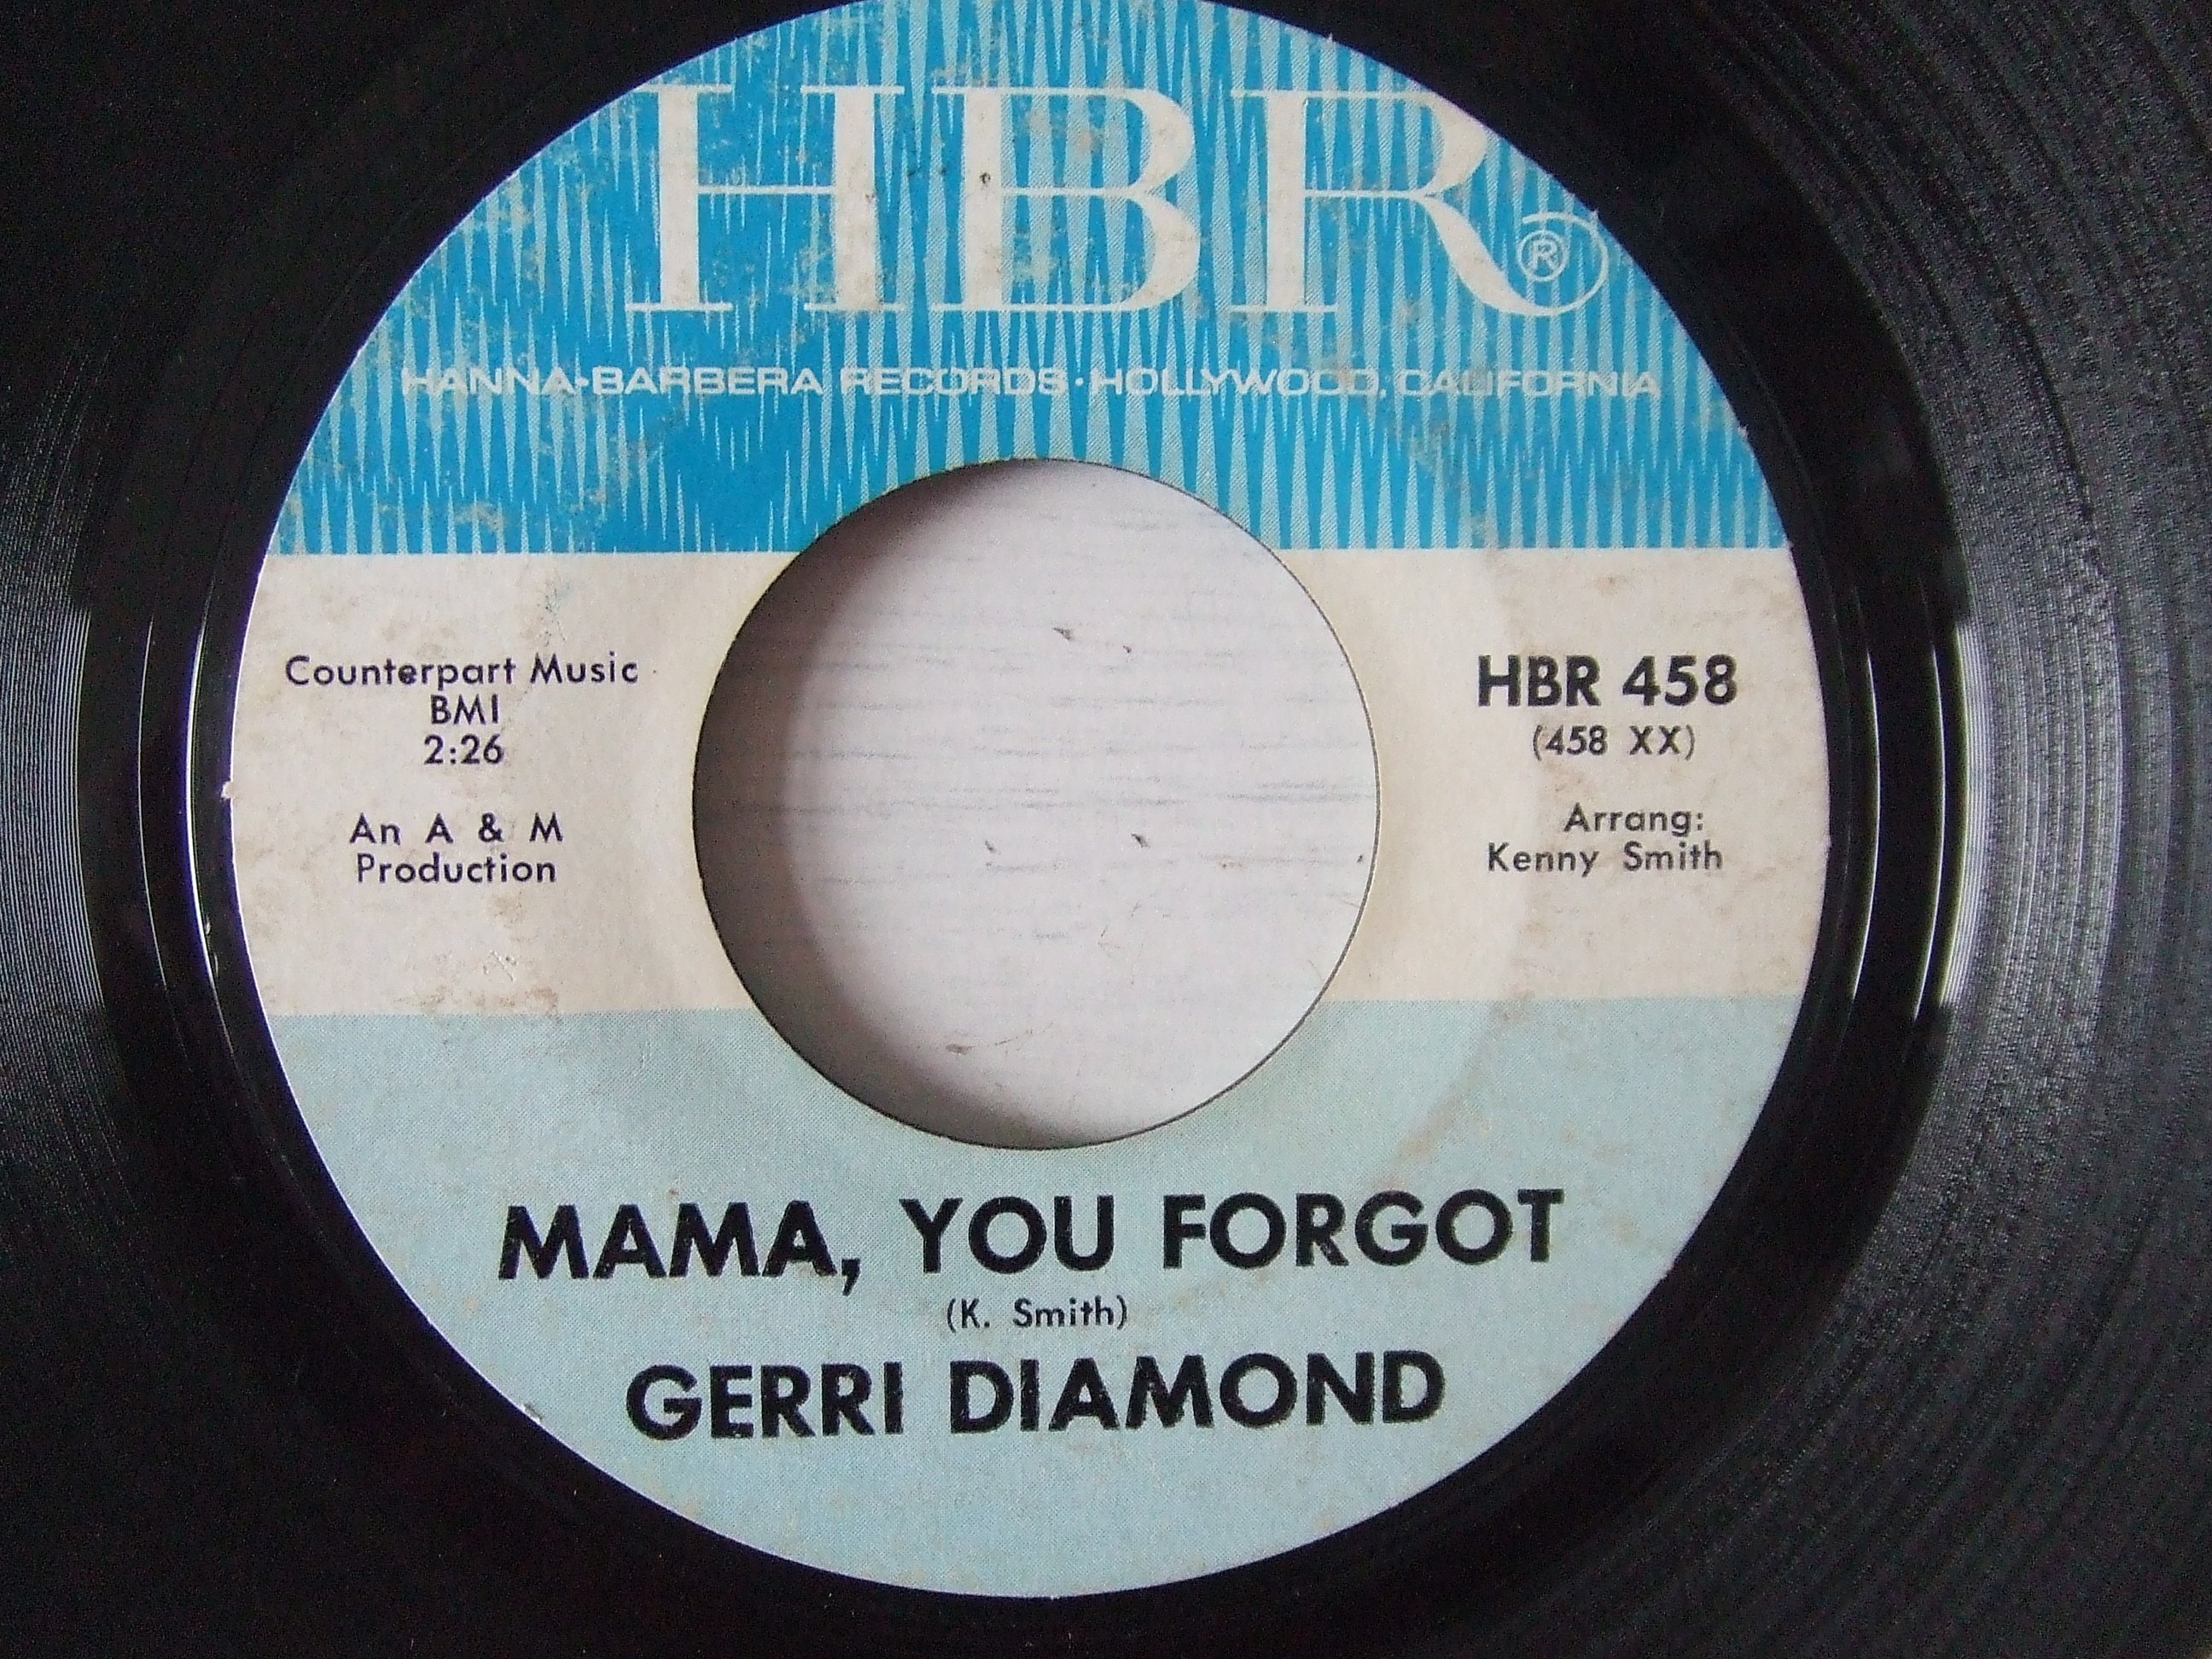 HBR®
HANNA·BARBERA RECORDS · HOLLYWOOD, CALIFORNIA
Counterpart Music
BMI
2:26
An A & M
Production
HBR 458
(458 XX)
Arrang:
Kenny Smith
MAMA, YOU FORGOT
(K. Smith)
GERRI DIAMOND